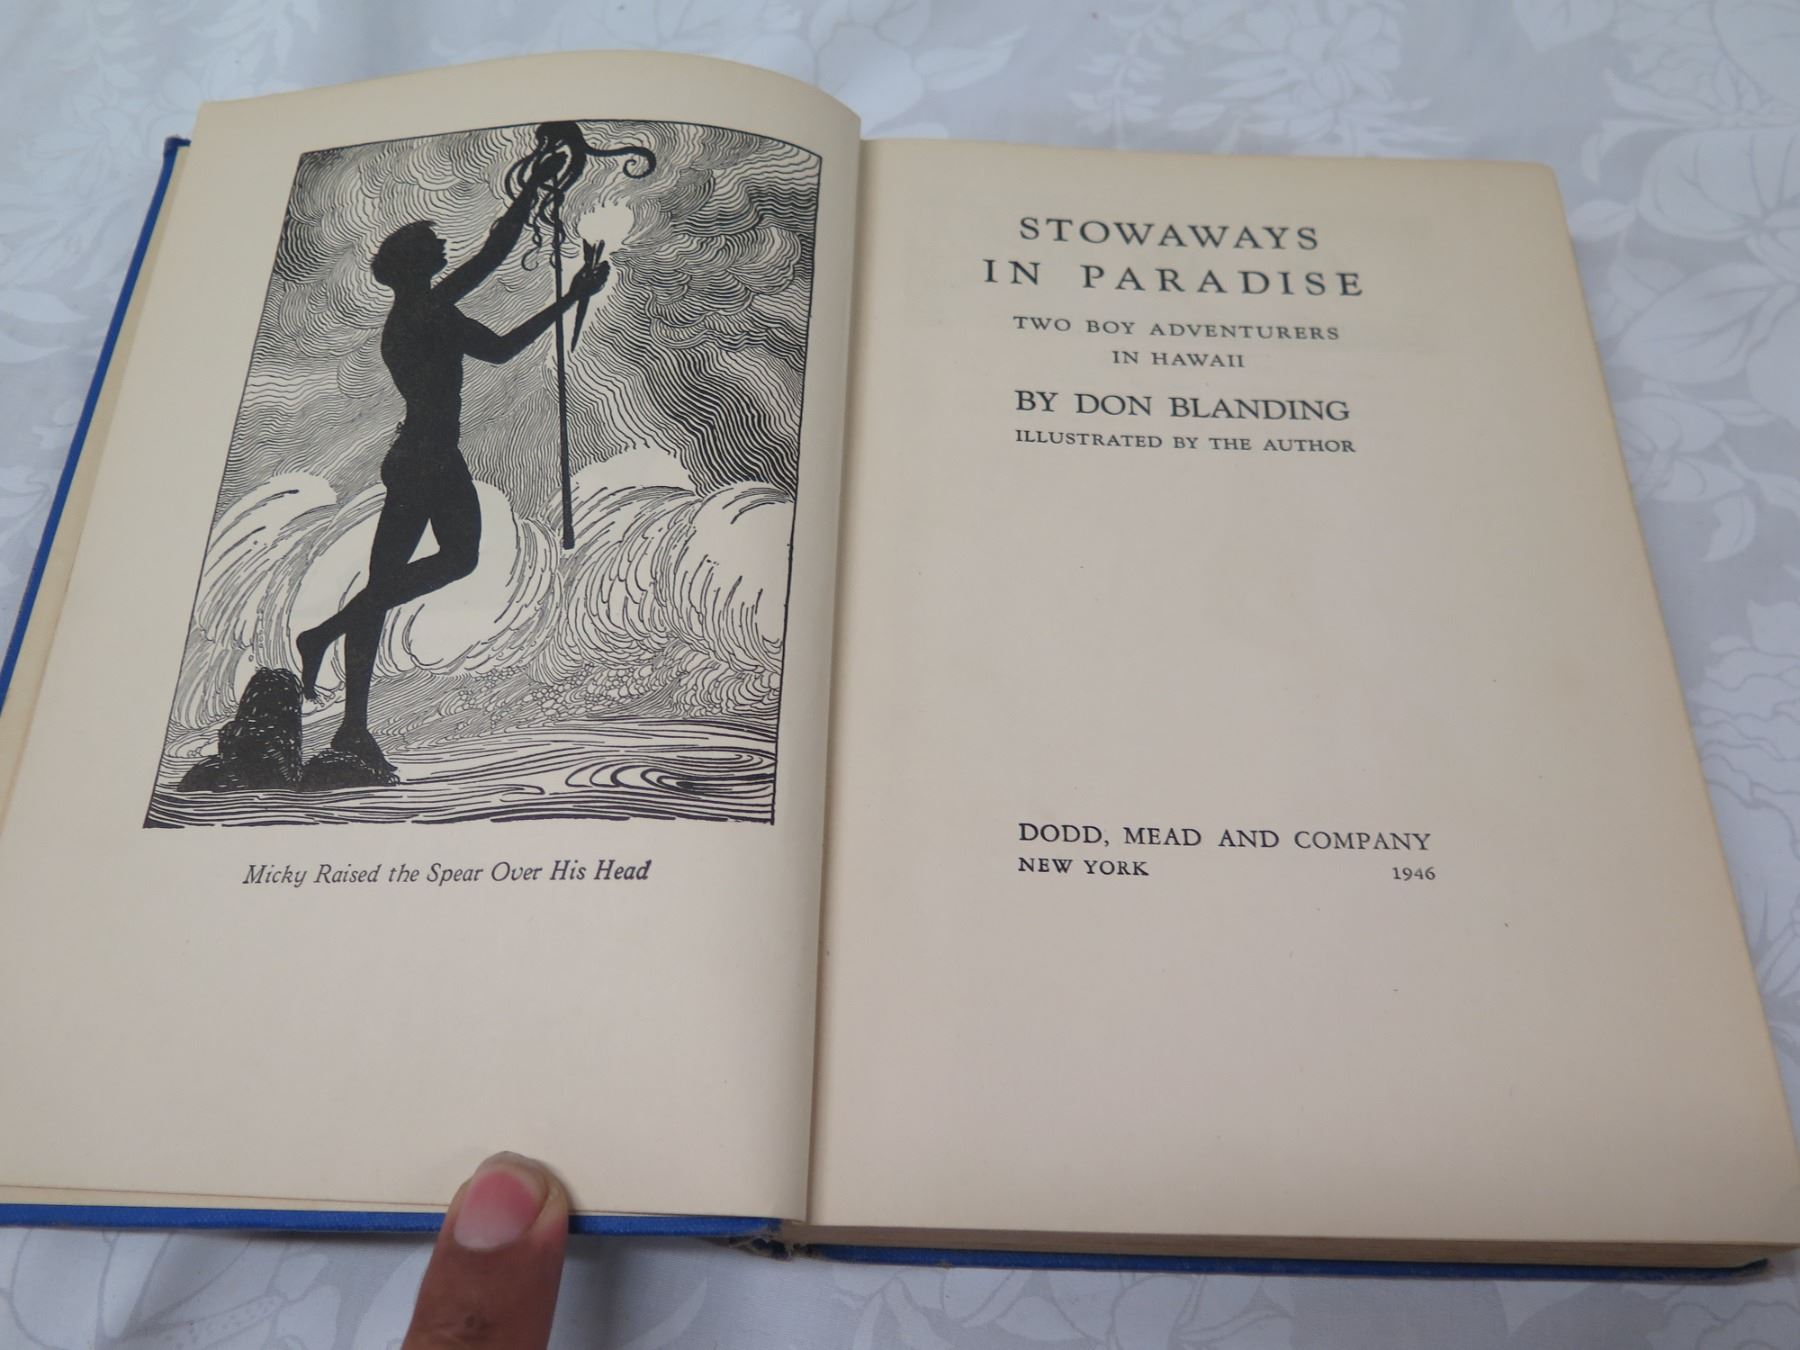 Micky Raised the Spear Over His Head
STOWAWAYS
IN PARADISE
TWO BOY ADVENTURERS
IN HAWAII
BY DON BLANDING
ILLUSTRATED BY THE AUTHOR
DODD, MEAD AND COMPANY
NEW YORK 1946